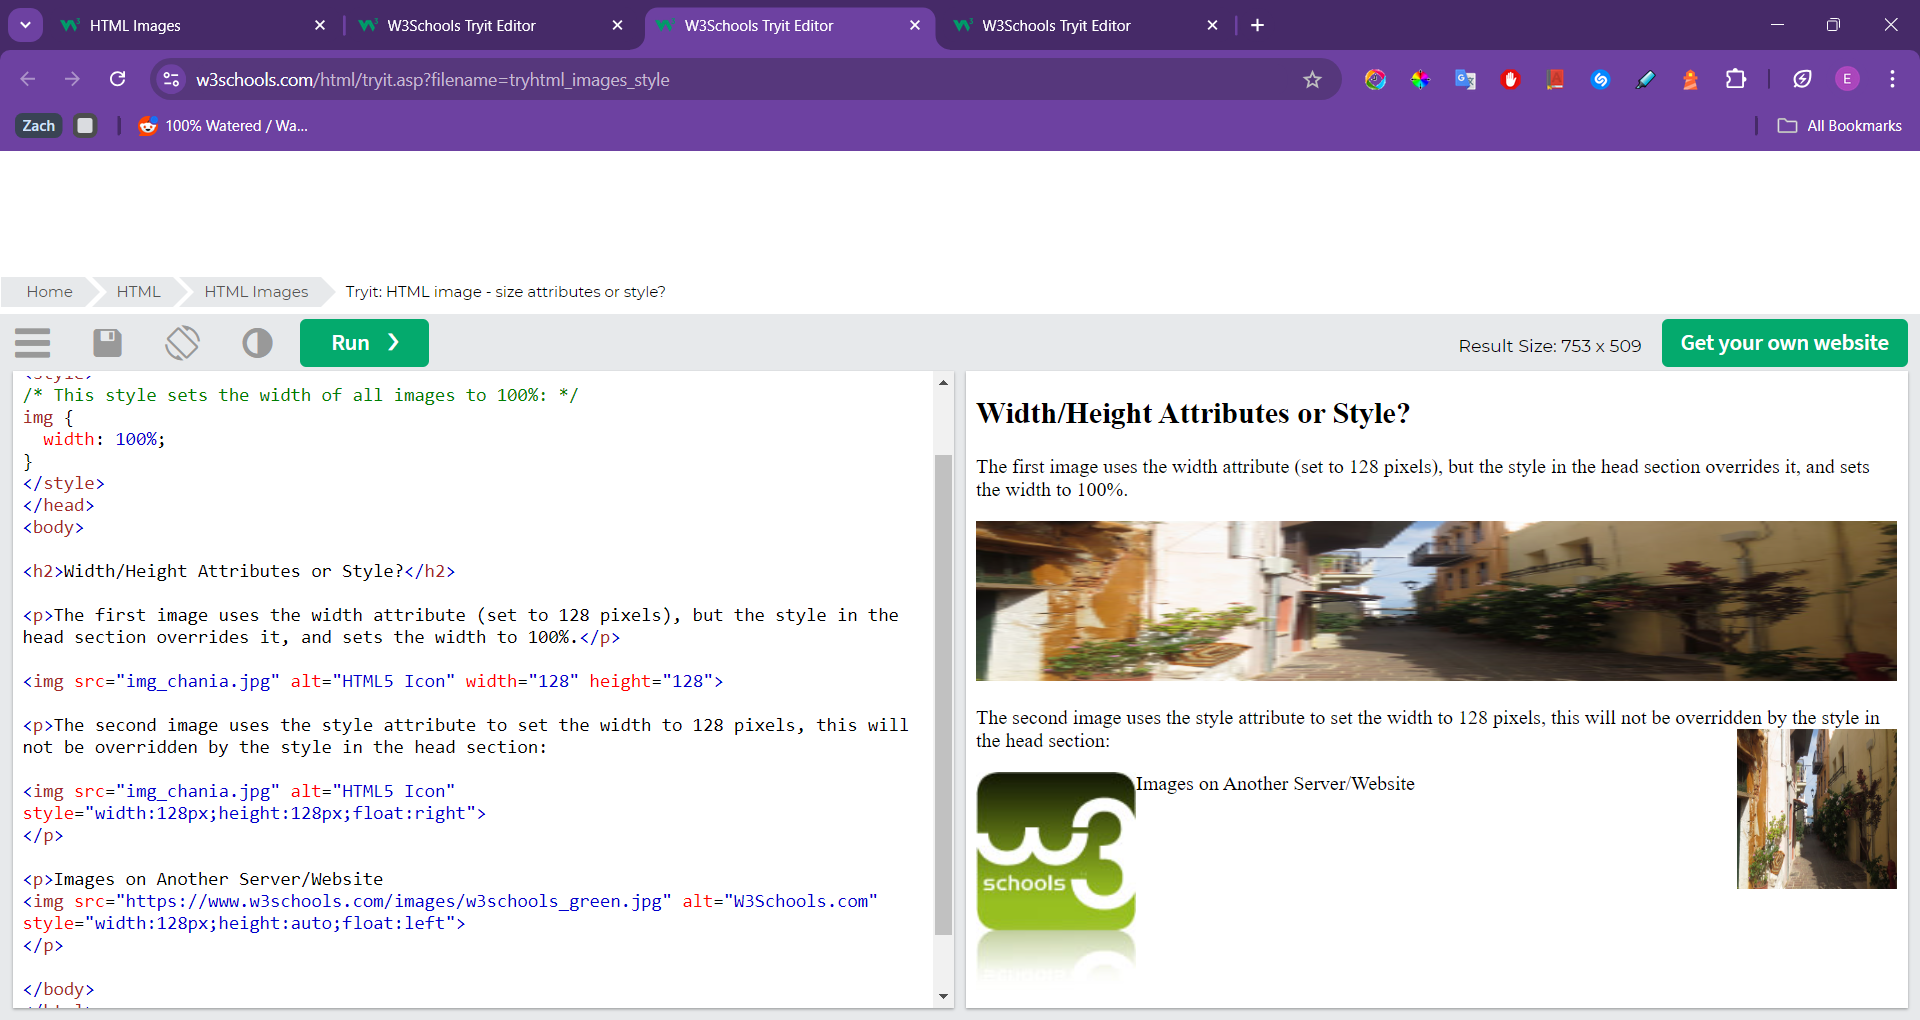 HTML Images
W3Schools Tryit Editor
W3Schools Tryit Editor
W3Schools Tryit Editor
w3schools.com/html/tryit.asp?filename=tryhtml_images_style
E
Zach
100% Watered / Wa...
All Bookmarks
Home
HTML
HTML Images
Tryit: HTML image - size attributes or style?
Run ❯
Result Size: 753 x 509
Get your own website
<style>
/* This style sets the width of all images to 100%: */
img {
  width: 100%;
}
</style>
</head>
<body>
<h2>Width/Height Attributes or Style?</h2>
<p>The first image uses the width attribute (set to 128 pixels), but the style in the
head section overrides it, and sets the width to 100%.</p>
<img src="img_chania.jpg" alt="HTML5 Icon" width="128" height="128">
<p>The second image uses the style attribute to set the width to 128 pixels, this will
not be overridden by the style in the head section:
<img src="img_chania.jpg" alt="HTML5 Icon"
style="width:128px;height:128px;float:right">
</p>
<p>Images on Another Server/Website
<img src="https://www.w3schools.com/images/w3schools_green.jpg" alt="W3Schools.com"
style="width:128px;height:auto;float:left">
</p>
</body>
Width/Height Attributes or Style?
The first image uses the width attribute (set to 128 pixels), but the style in the head section overrides it, and sets
the width to 100%.
The second image uses the style attribute to set the width to 128 pixels, this will not be overridden by the style in
the head section:
Images on Another Server/Website
w3
schools